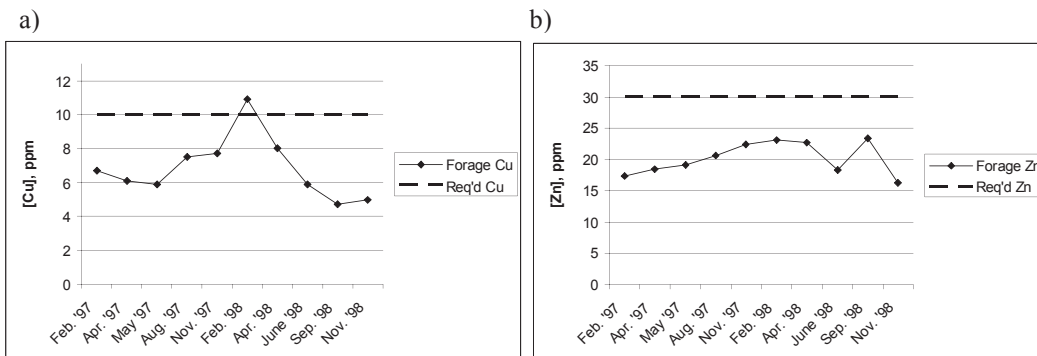 a)
[Cu], ppm
12
10
8
6
4
2
0
Feb. '97
Apr. '97
May '97
Aug. '97
Nov. '97
Feb. '98
Apr. '98
June '98
Sep. '98
Nov. '98
Forage Cu
Req'd Cu
b)
[Zn], ppm
35
30
25
20
15
10
5
0
Feb. '97
Apr. '97
May '97
Aug. '97
Nov. '97
Feb. '98
Apr. '98
June '98
Sep. '98
Nov. '98
Forage Zn
Req'd Zn